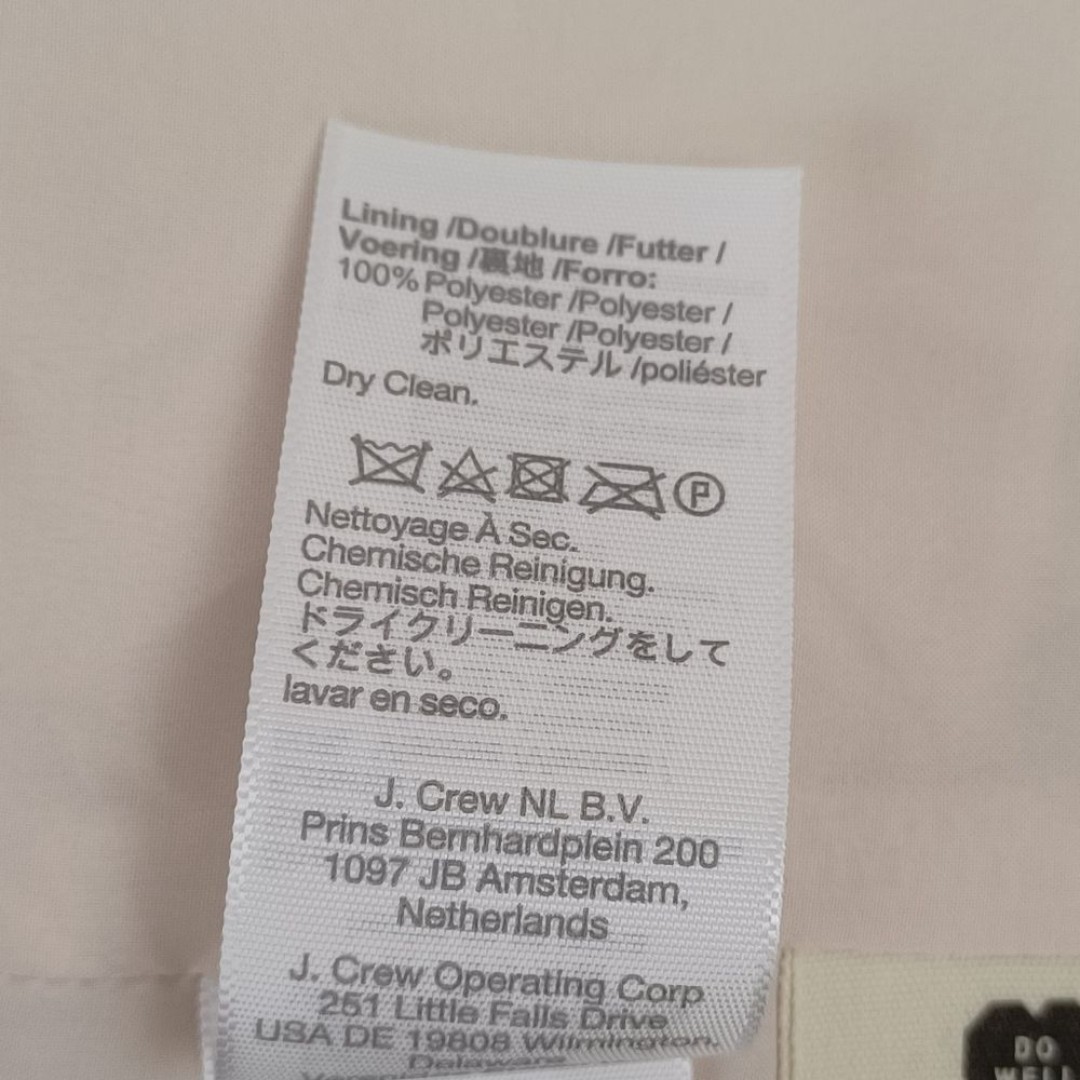 Lining /Doublure /Futter /
Voering /裏地 /Forro:
100% Polyester /Polyester /
Polyester /Polyester /
ポリエステル /poliéster
Dry Clean.
P
Nettoyage À Sec.
Chemische Reinigung.
Chemisch Reinigen.
ドライクリーニングをして
ください。
lavar en seco.
J. Crew NL B.V.
Prins Bernhardplein 200
1097 JB Amsterdam,
Netherlands
J. Crew Operating Corp
251 Little Falls Drive
USA DE 19808 Wilmington.
Delaware
DO
WELL